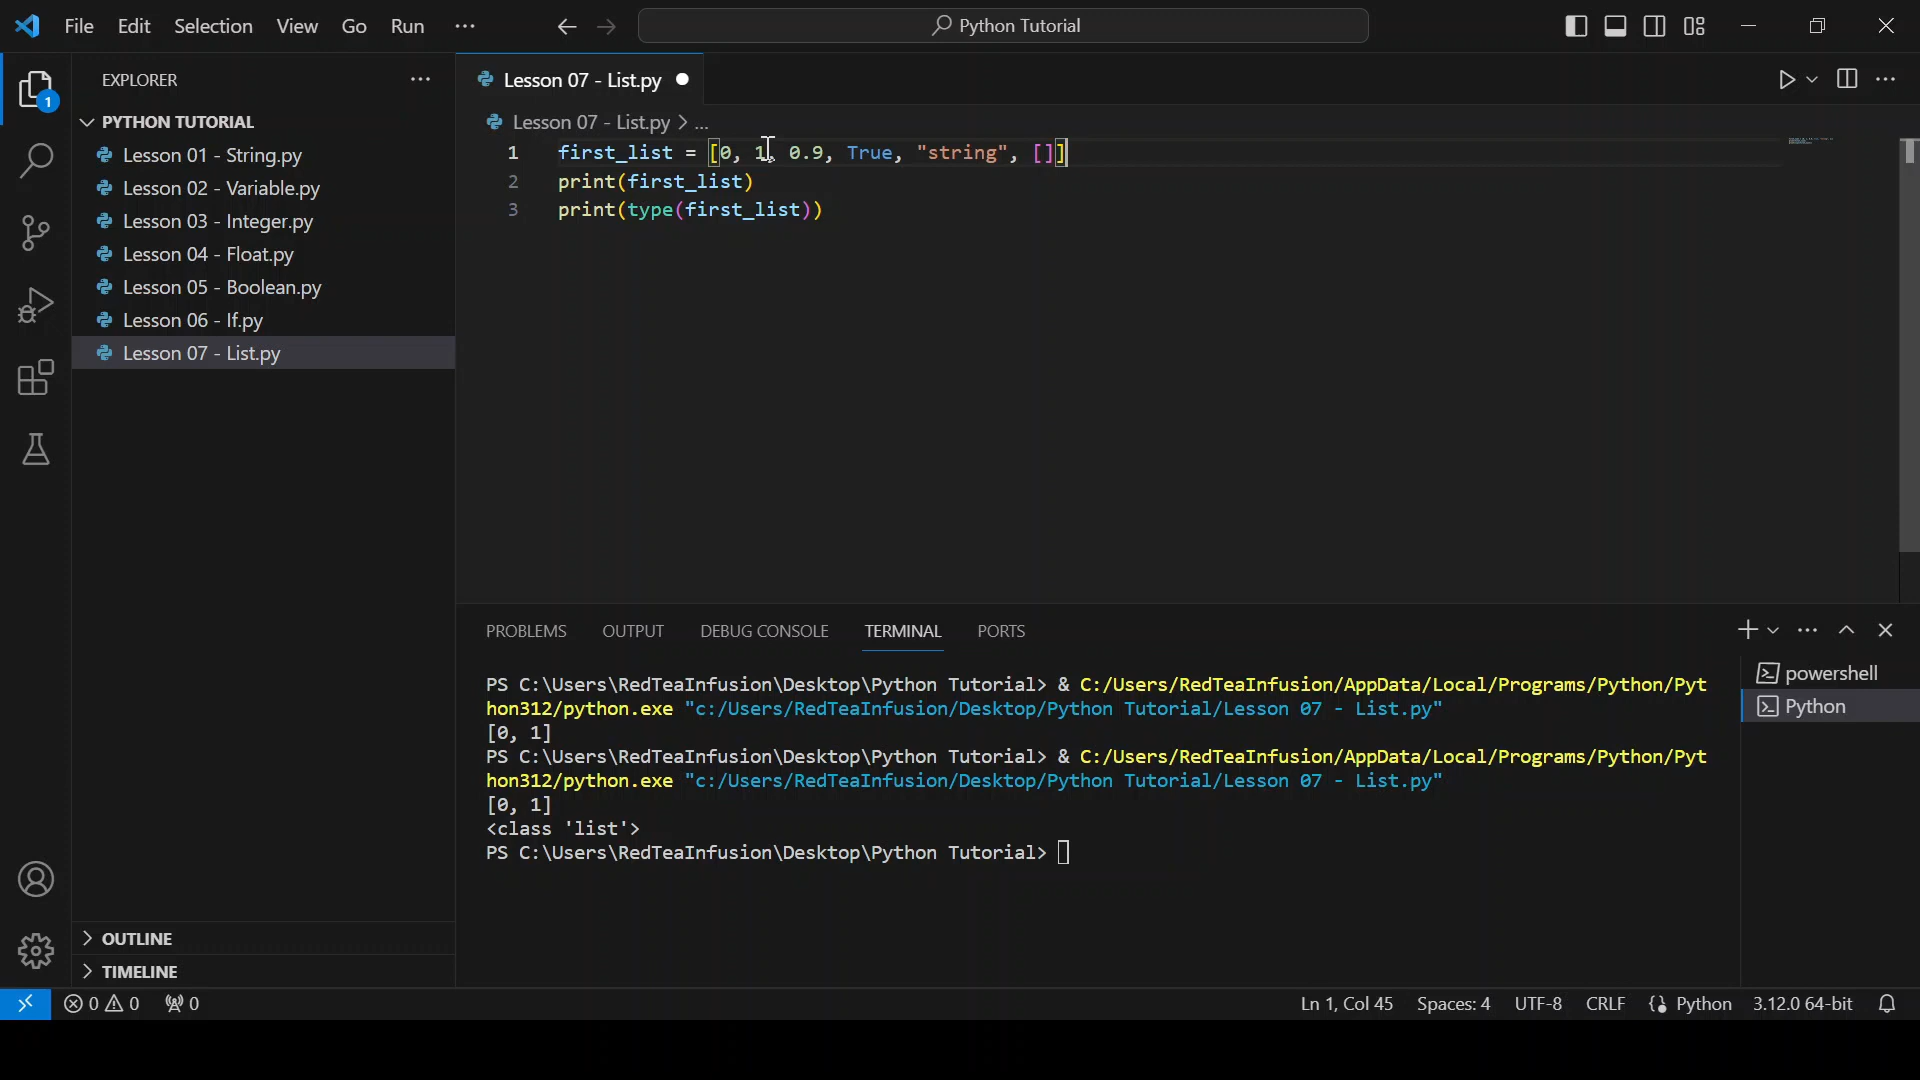 File Edit Selection View Go Run ...
Python Tutorial
EXPLORER ...
PYTHON TUTORIAL
Lesson 01 - String.py
Lesson 02 - Variable.py
Lesson 03 - Integer.py
Lesson 04 - Float.py
Lesson 05 - Boolean.py
Lesson 06 - If.py
Lesson 07 - List.py
OUTLINE
TIMELINE
1
Lesson 07 - List.py
Lesson 07 - List.py > ...
1 first_list = [0, 1, 0.9, True, "string", []]
2 print(first_list)
3 print(type(first_list))
PROBLEMS OUTPUT DEBUG CONSOLE TERMINAL PORTS
PS C:\Users\RedTeaInfusion\Desktop\Python Tutorial> & C:/Users/RedTeaInfusion/AppData/Local/Programs/Python/Pyt
hon312/python.exe "c:/Users/RedTeaInfusion/Desktop/Python Tutorial/Lesson 07 - List.py"
[0, 1]
PS C:\Users\RedTeaInfusion\Desktop\Python Tutorial> & C:/Users/RedTeaInfusion/AppData/Local/Programs/Python/Pyt
hon312/python.exe "c:/Users/RedTeaInfusion/Desktop/Python Tutorial/Lesson 07 - List.py"
[0, 1]
<class 'list'>
PS C:\Users\RedTeaInfusion\Desktop\Python Tutorial>
powershell
Python
0 0 0
Ln 1, Col 45 Spaces: 4 UTF-8 CRLF {} Python 3.12.0 64-bit